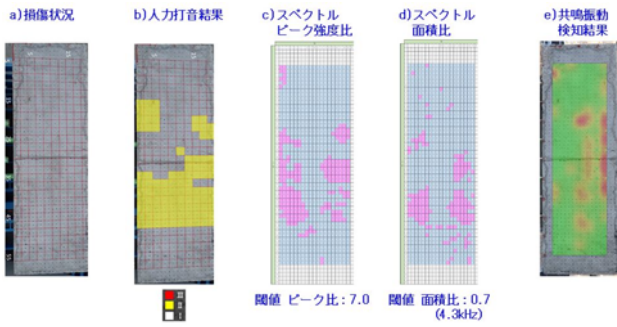 a)損傷状況
b)人力打音結果
c)スペクトル
ピーク強度比
d)スペクトル
面積比
e)共鳴振動
検知結果
閾値 ピーク比:7.0
閾値 面積比:0.7
(4.3kHz)